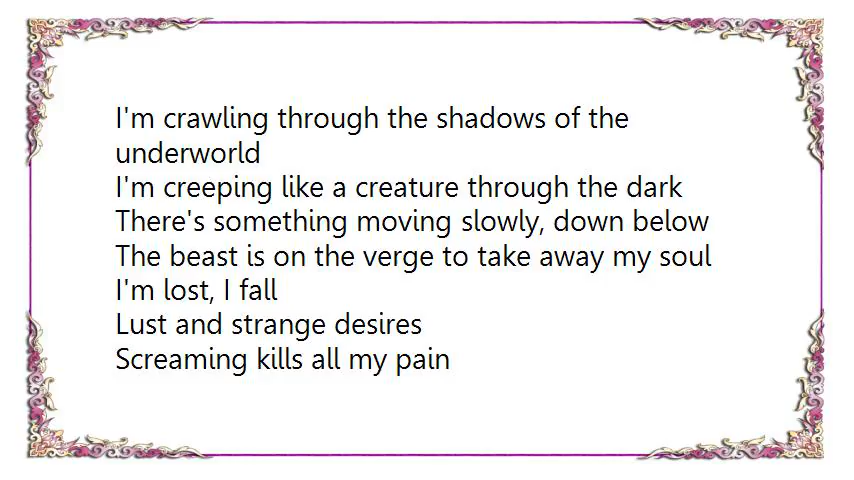 I'm crawling through the shadows of the
underworld
I'm creeping like a creature through the dark
There's something moving slowly, down below
The beast is on the verge to take away my soul
I'm lost, I fall
Lust and strange desires
Screaming kills all my pain